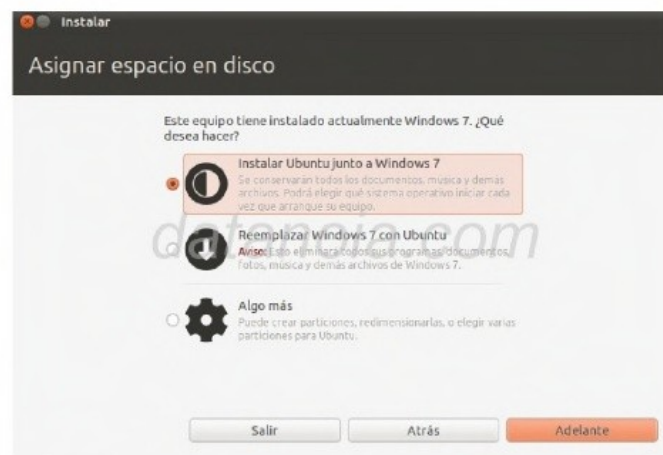 Instalar
Asignar espacio en disco
Este equipo tiene instalado actualmente Windows 7. ¿Qué
desea hacer?
Instalar Ubuntu junto a Windows 7
Se conservarán todos los documentos, música y demás
archivos. Podrá elegir qué sistema operativo iniciar cada
vez que arranque su equipo.
Reemplazar Windows 7 con Ubuntu
Aviso: Esto eliminará todos sus programas, documentos,
fotos, música y demás archivos de Windows 7.
Algo más
Puede crear particiones, redimensionarlas, o elegir varias
particiones para Ubuntu.
Salir
Atrás
Adelante